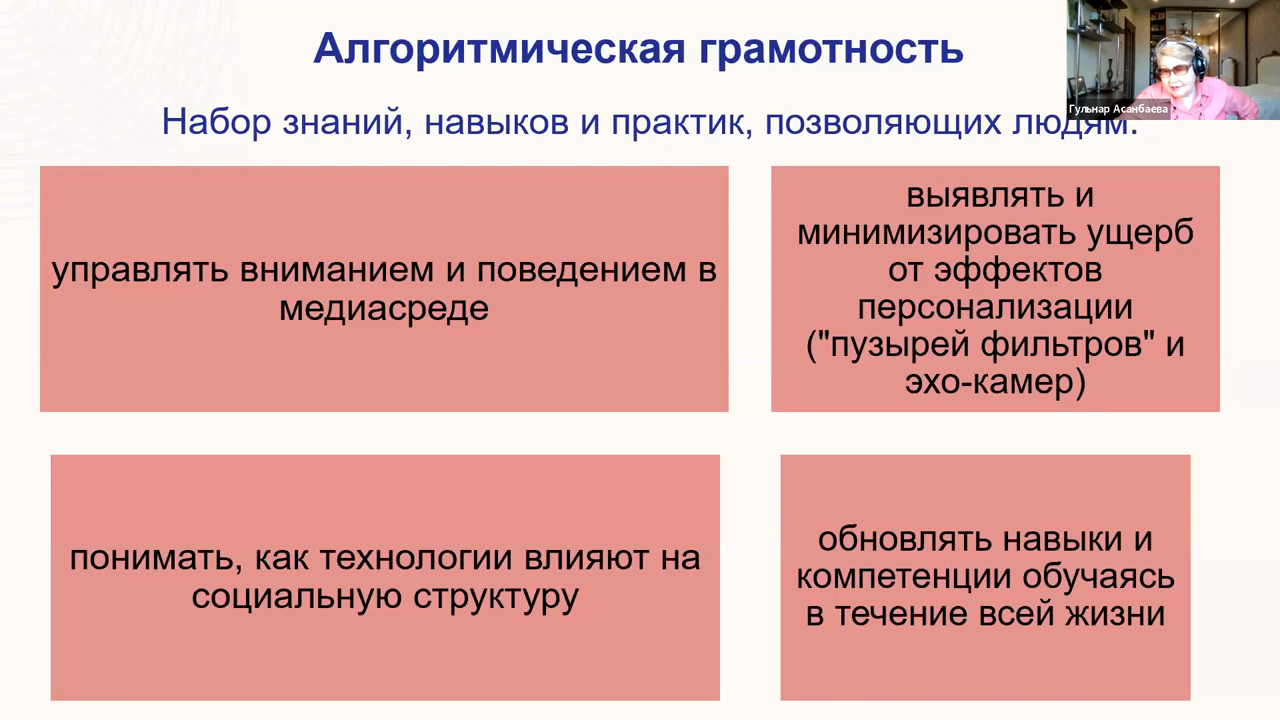 Алгоритмическая грамотность
Гульнар Асанбаева
Набор знаний, навыков и практик, позволяющих людям:
управлять вниманием и поведением в
медиасреде
выявлять и
минимизировать ущерб
от эффектов
персонализации
("пузырей фильтров" и
эхо-камер)
понимать, как технологии влияют на
социальную структуру
обновлять навыки и
компетенции обучаясь
в течение всей жизни